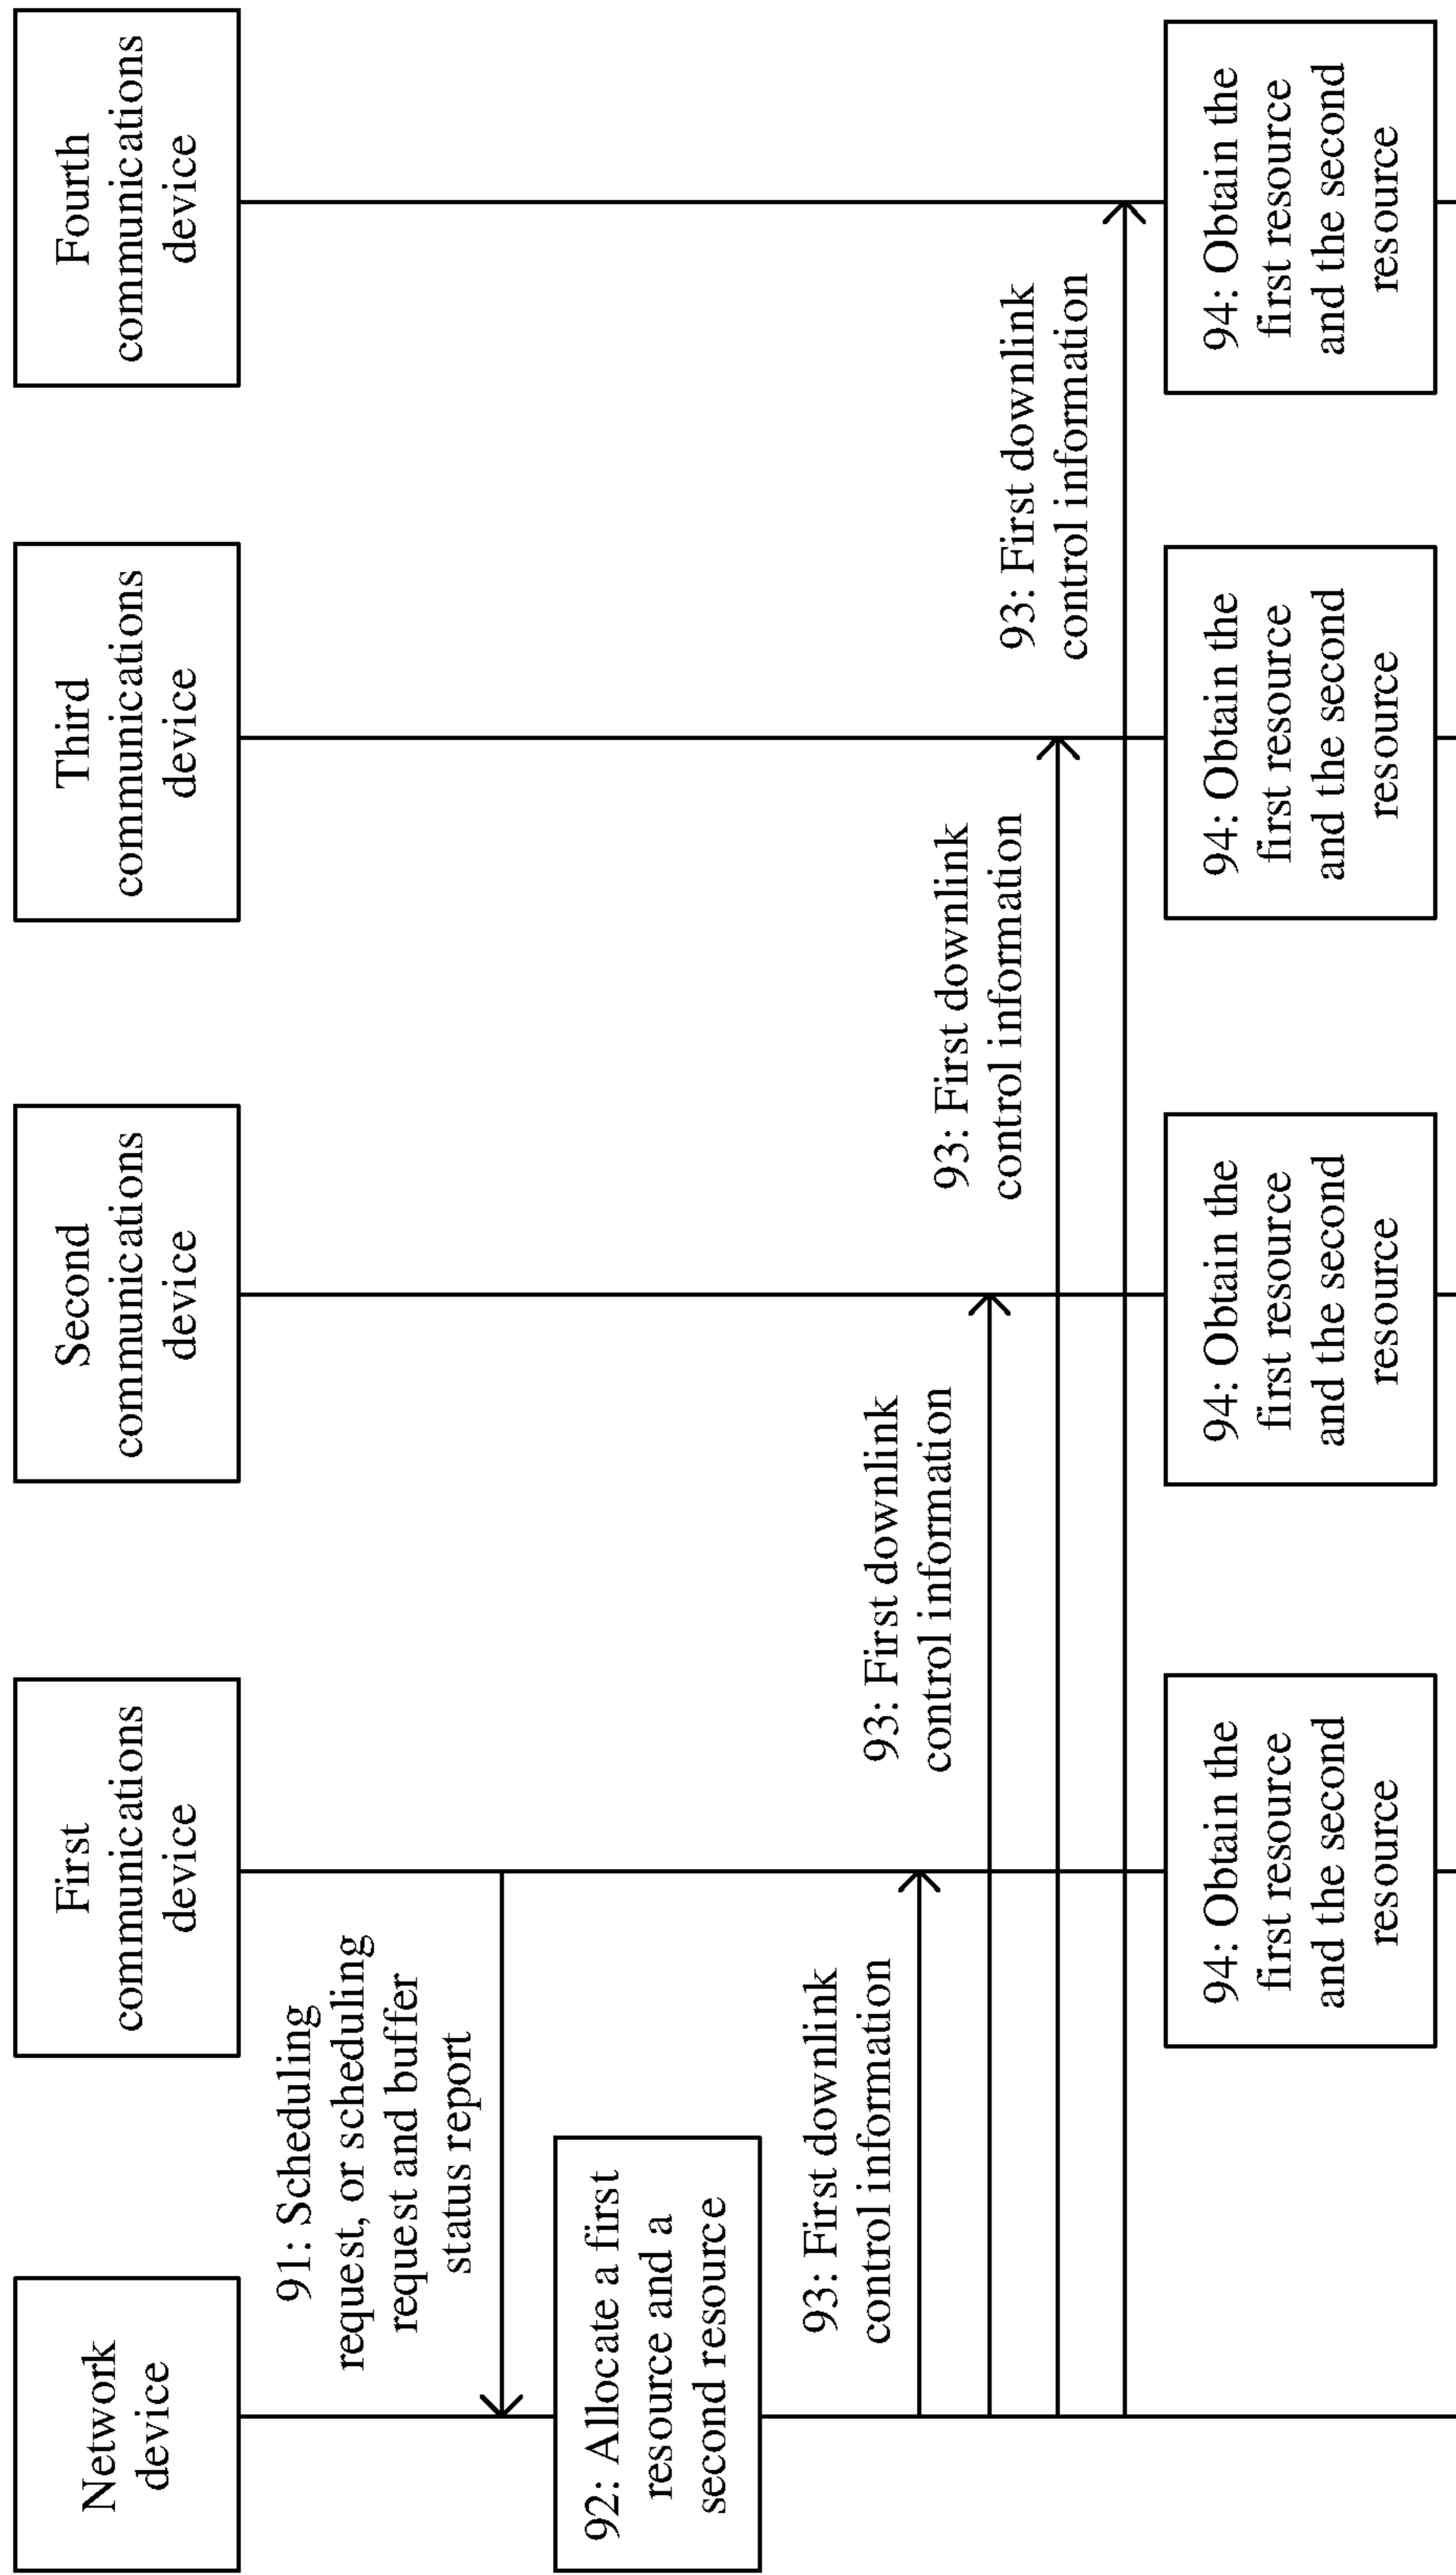 Network
device
First
communications
device
Second
communications
device
Third
communications
device
Fourth
communications
device
91: Scheduling
request, or scheduling
request and buffer
status report
92: Allocate a first
resource and a
second resource
93: First downlink
control information
93: First downlink
control information
93: First downlink
control information
93: First downlink
control information
94: Obtain the
first resource
and the second
resource
94: Obtain the
first resource
and the second
resource
94: Obtain the
first resource
and the second
resource
94: Obtain the
first resource
and the second
resource